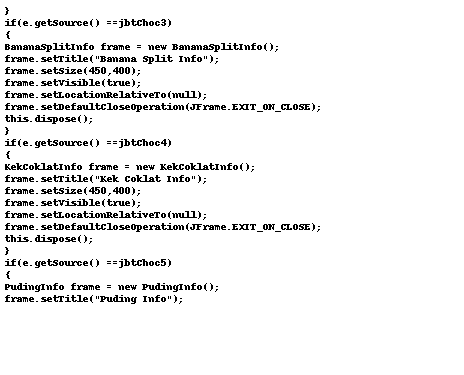 }
if(e.getSource() ==jbtChoc3)
{
BananaSplitInfo frame = new BananaSplitInfo();
frame.setTitle("Banana Split Info");
frame.setSize(450,400);
frame.setVisible(true);
frame.setLocationRelativeTo(null);
frame.setDefaultCloseOperation(JFrame.EXIT_ON_CLOSE);
this.dispose();
}
if(e.getSource() ==jbtChoc4)
{
KekCoklatInfo frame = new KekCoklatInfo();
frame.setTitle("Kek Coklat Info");
frame.setSize(450,400);
frame.setVisible(true);
frame.setLocationRelativeTo(null);
frame.setDefaultCloseOperation(JFrame.EXIT_ON_CLOSE);
this.dispose();
}
if(e.getSource() ==jbtChoc5)
{
PudingInfo frame = new PudingInfo();
frame.setTitle("Puding Info");